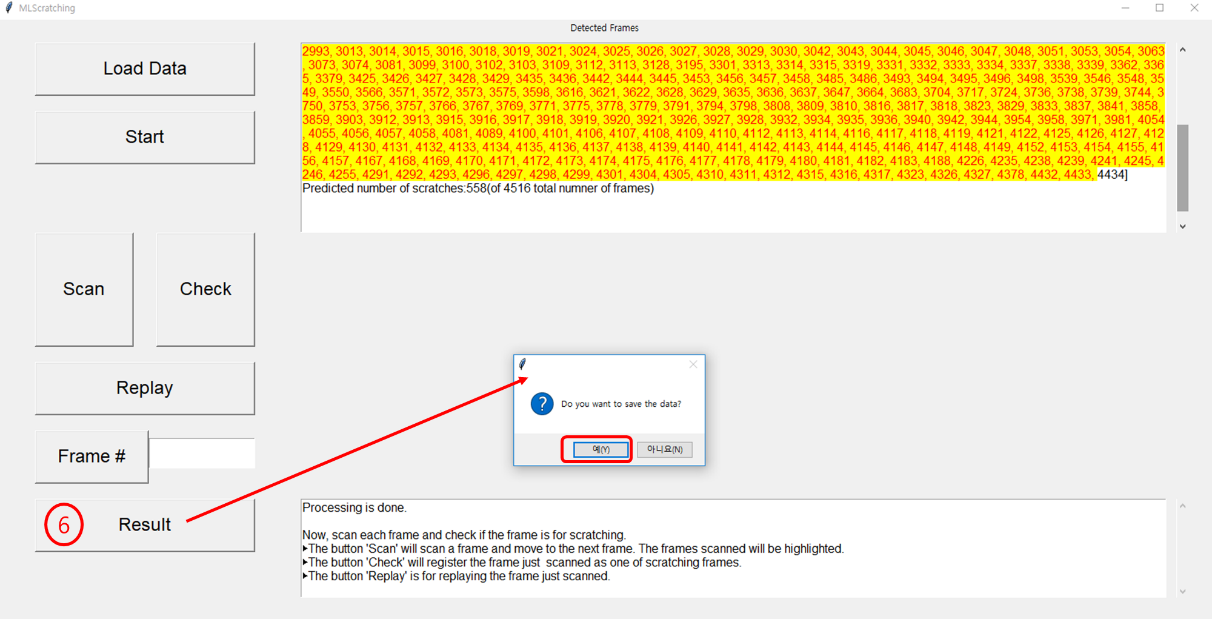 MLScratching
Detected Frames
Load Data
Start
2993, 3013, 3014, 3015, 3016, 3018, 3019, 3021, 3024, 3025, 3026, 3027, 3028, 3029, 3030, 3042, 3043, 3044, 3045, 3046, 3047, 3048, 3051, 3053, 3054, 3063
, 3073, 3074, 3081, 3099, 3100, 3102, 3103, 3109, 3112, 3113, 3128, 3195, 3301, 3313, 3314, 3315, 3319, 3331, 3332, 3333, 3334, 3337, 3338, 3339, 3362, 336
5, 3379, 3425, 3426, 3427, 3428, 3429, 3435, 3436, 3442, 3444, 3445, 3453, 3456, 3457, 3458, 3485, 3486, 3493, 3494, 3495, 3496, 3498, 3539, 3546, 3548, 35
49, 3550, 3566, 3571, 3572, 3573, 3575, 3598, 3616, 3621, 3622, 3628, 3629, 3635, 3636, 3637, 3647, 3664, 3683, 3704, 3717, 3724, 3736, 3738, 3739, 3744, 3
750, 3753, 3756, 3757, 3766, 3767, 3769, 3771, 3775, 3778, 3779, 3791, 3794, 3798, 3808, 3809, 3810, 3816, 3817, 3818, 3823, 3829, 3833, 3837, 3841, 3858,
3859, 3903, 3912, 3913, 3915, 3916, 3917, 3918, 3919, 3920, 3921, 3926, 3927, 3928, 3932, 3934, 3935, 3936, 3940, 3942, 3944, 3954, 3958, 3971, 3981, 4054
, 4055, 4056, 4057, 4058, 4081, 4089, 4100, 4101, 4106, 4107, 4108, 4109, 4110, 4112, 4113, 4114, 4116, 4117, 4118, 4119, 4121, 4122, 4125, 4126, 4127, 412
8, 4129, 4130, 4131, 4132, 4133, 4134, 4135, 4136, 4137, 4138, 4139, 4140, 4141, 4142, 4143, 4144, 4145, 4146, 4147, 4148, 4149, 4152, 4153, 4154, 4155, 41
56, 4157, 4167, 4168, 4169, 4170, 4171, 4172, 4173, 4174, 4175, 4176, 4177, 4178, 4179, 4180, 4181, 4182, 4183, 4188, 4226, 4235, 4238, 4239, 4241, 4245, 4
246, 4255, 4291, 4292, 4293, 4296, 4297, 4298, 4299, 4301, 4304, 4305, 4310, 4311, 4312, 4315, 4316, 4317, 4323, 4326, 4327, 4378, 4432, 4433, 4434]
Predicted number of scratches:558(of 4516 total numner of frames)
Scan
Check
Replay
Frame #
6 Result
Do you want to save the data?
예(Y)
아니요(N)
Processing is done.
Now, scan each frame and check if the frame is for scratching.
▶The button 'Scan' will scan a frame and move to the next frame. The frames scanned will be highlighted.
▶The button 'Check' will register the frame just  scanned as one of scratching frames.
▶The button 'Replay' is for replaying the frame just scanned.